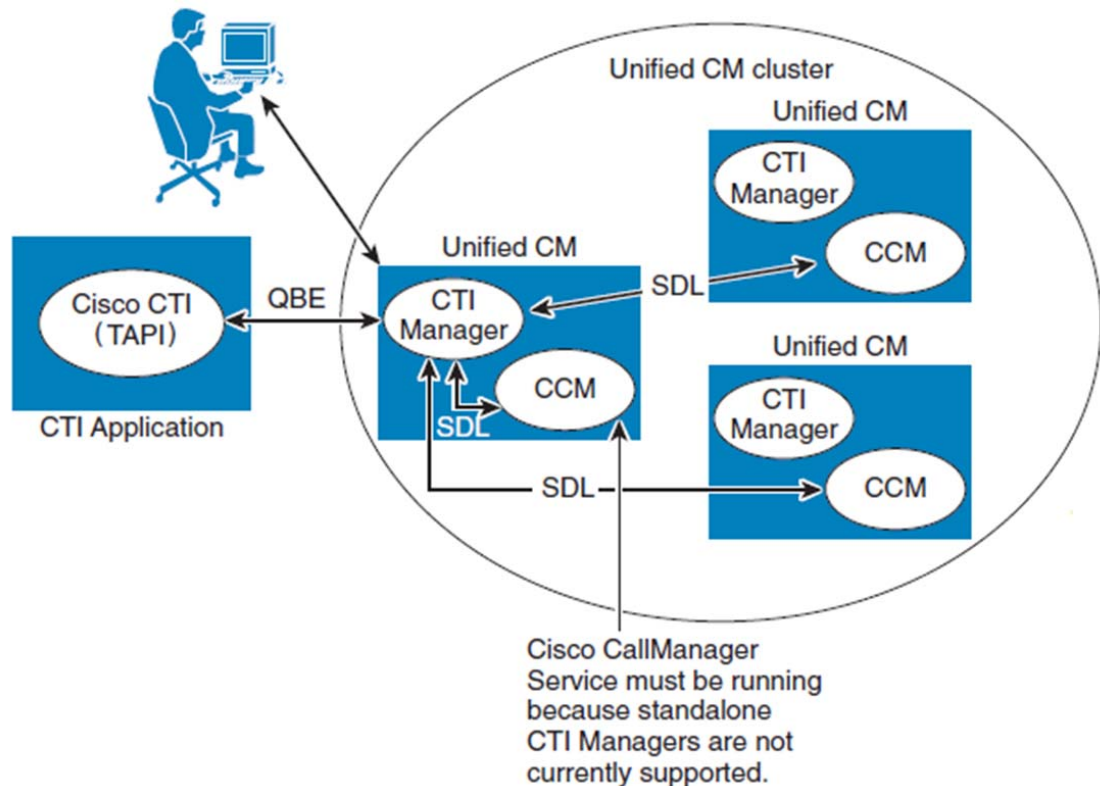 Unified CM cluster
Unified CM
CTI
Manager
CCM
Unified CM
CTI
Manager
CCM
SDL
SDL
Cisco CTI
(TAPI)
CTI Application
QBE
Unified CM
CTI
Manager
CCM
SDL
Cisco CallManager
Service must be running
because standalone
CTI Managers are not
currently supported.